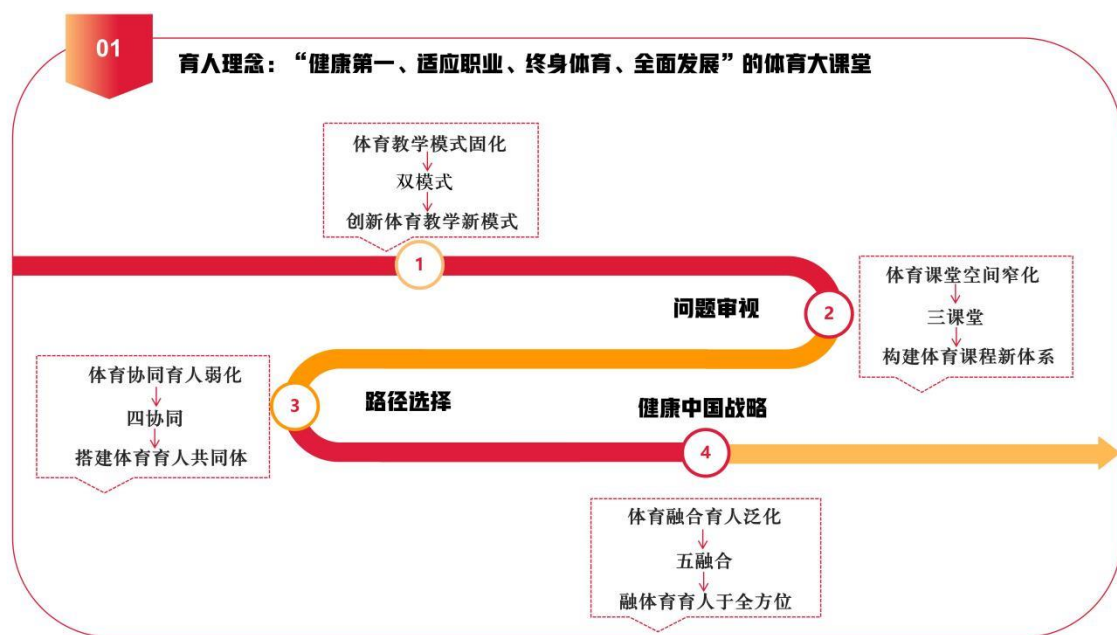 01
育人理念：“健康第一、适应职业、终身体育、全面发展”的体育大课堂
体育教学模式固化
双模式
创新体育教学新模式
1
体育课堂空间窄化
三课堂
构建体育课程新体系
2
问题审视
体育协同育人弱化
四协同
搭建体育育人共同体
3
路径选择
健康中国战略
4
体育融合育人泛化
五融合
融体育育人于全方位